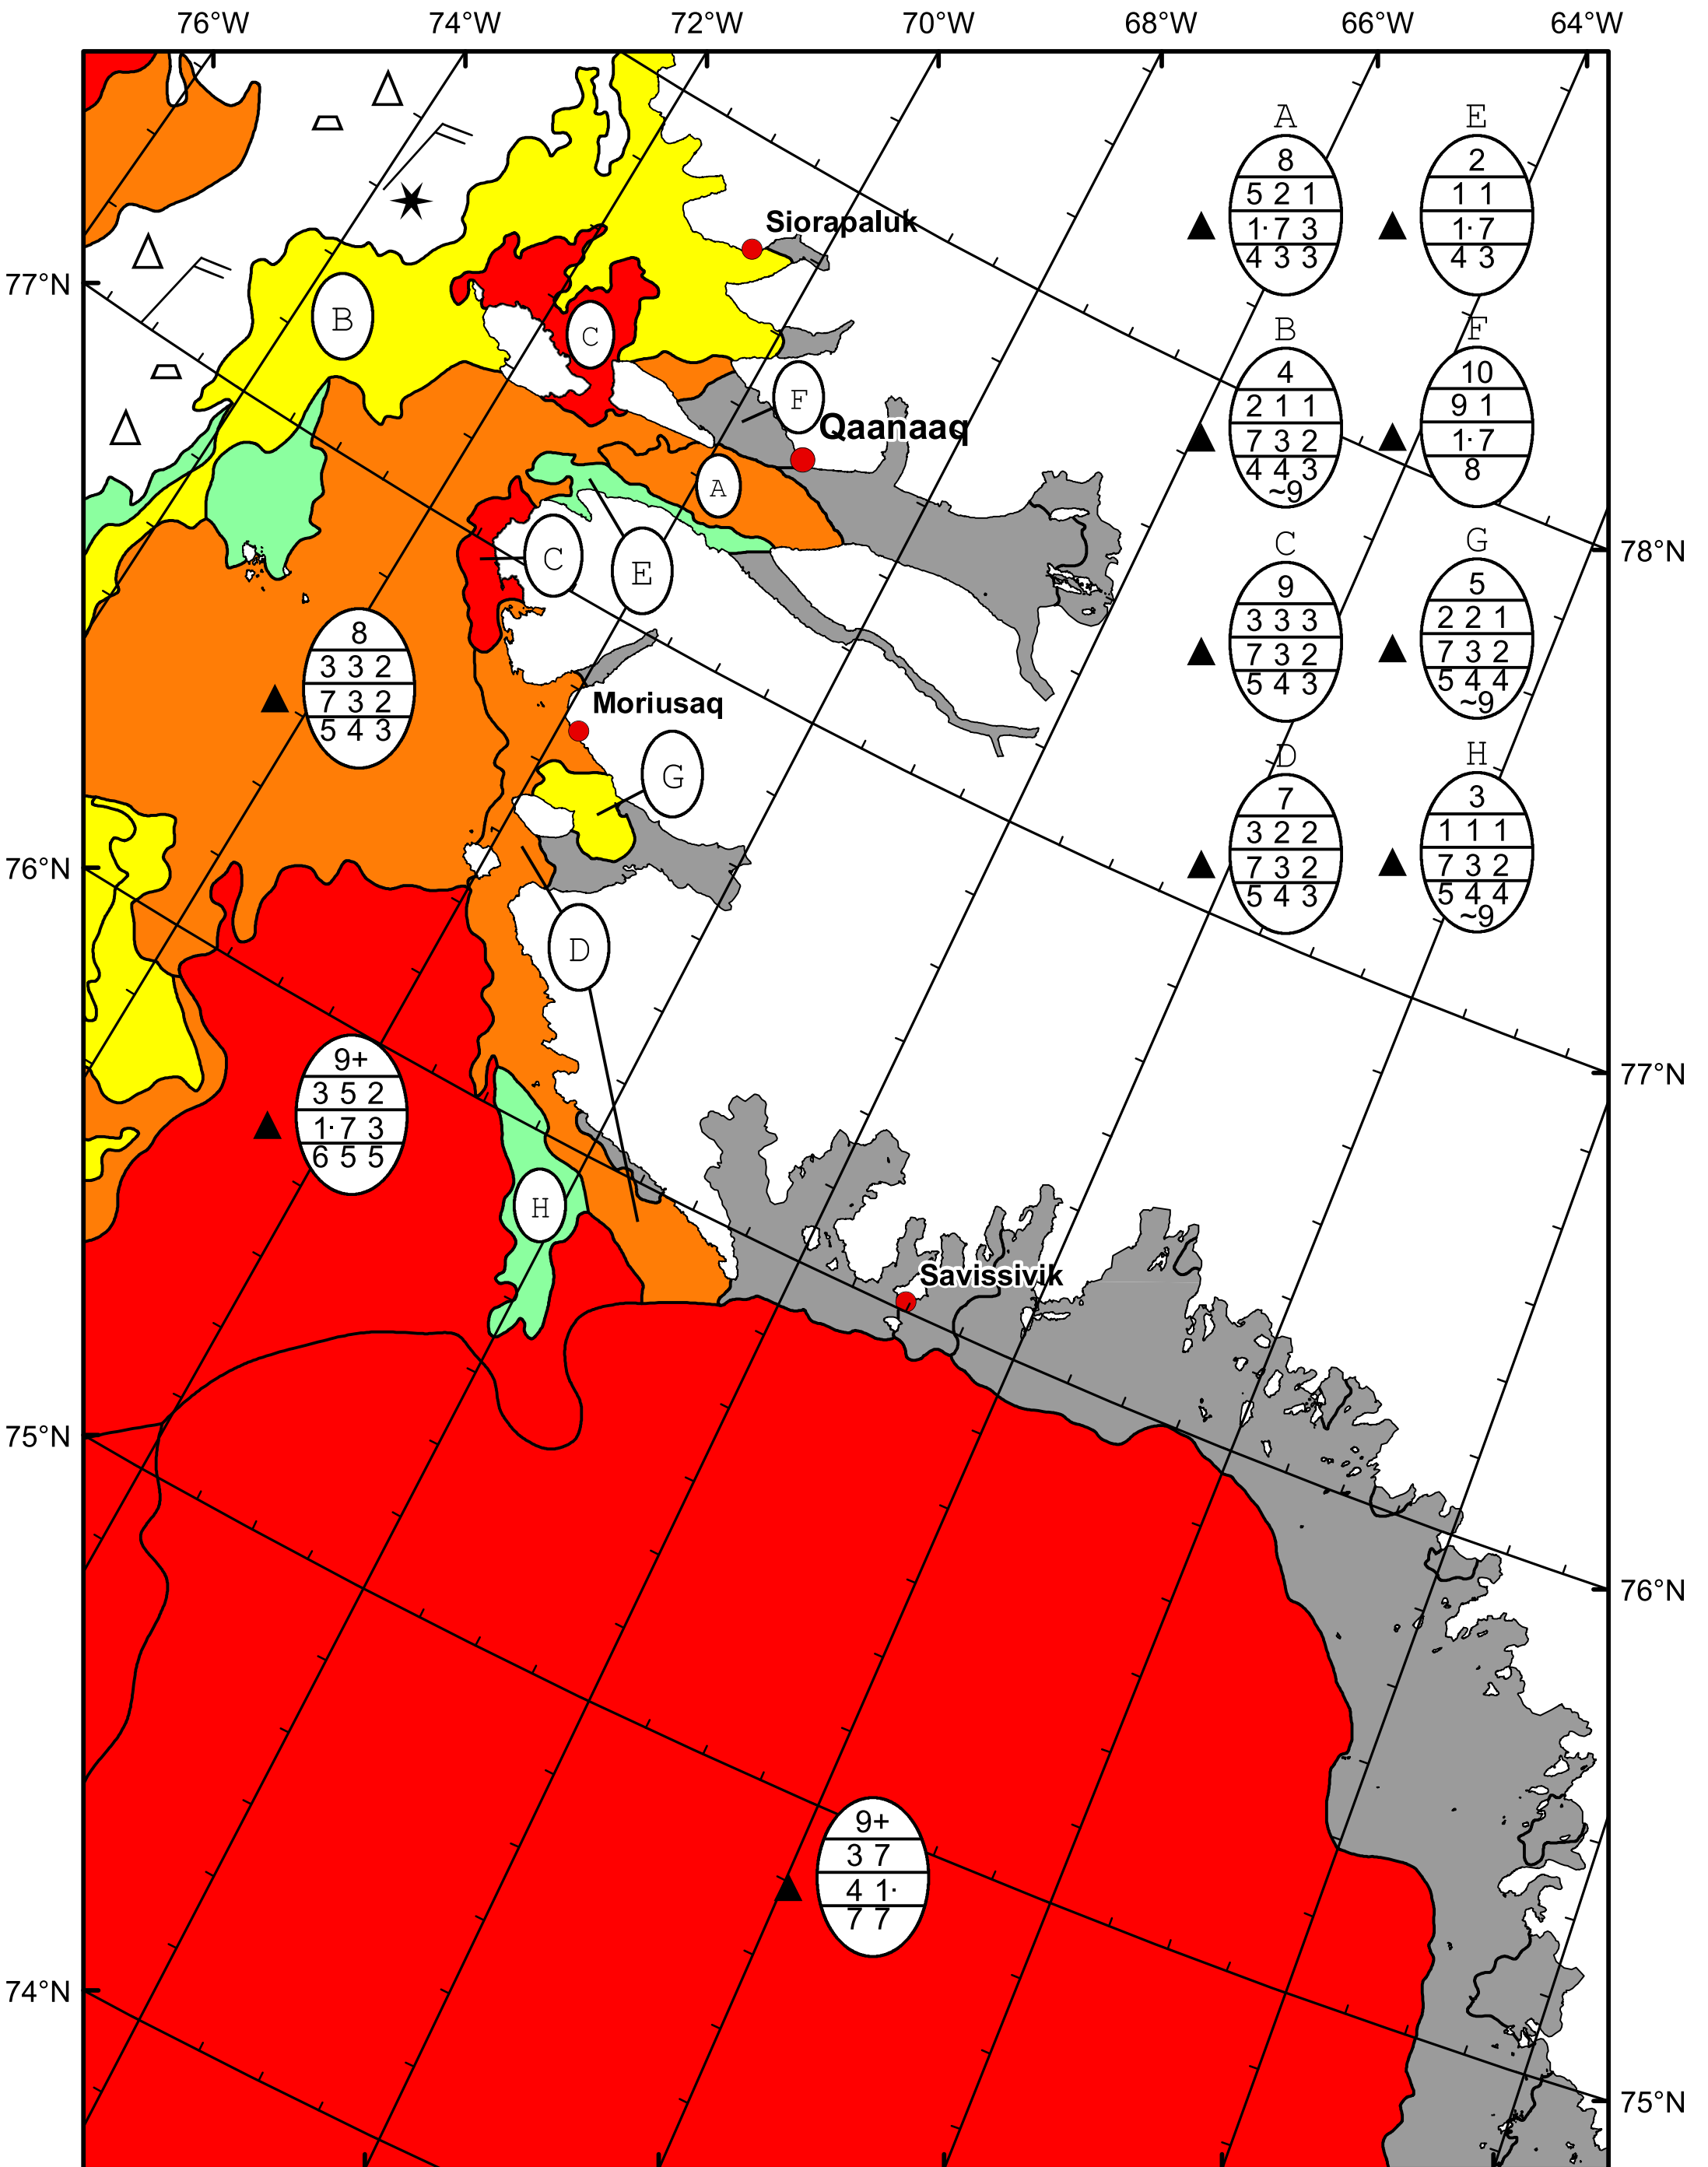 76°W 74°W 72°W 70°W 68°W 66°W 64°W
77°N
76°N
75°N
74°N
78°N
77°N
76°N
75°N
Siorapaluk
Qaanaaq
Moriusaq
Savissivik
B
C
F
A
C
E
G
D
H
8
3 3 2
7 3 2
5 4 3
9+
3 5 2
1· 7 3
6 5 5
9+
3 7
4 1·
7 7
A
8
5 2 1
1· 7 3
4 3 3
B
4
2 1 1
7 3 2
4 4 3
~9
C
9
3 3 3
7 3 2
5 4 3
D
7
3 2 2
7 3 2
5 4 3
E
2
1 1
1· 7
4 3
F
10
9 1
1· 7
8
G
5
2 2 1
7 3 2
5 4 4
~9
H
3
1 1 1
7 3 2
5 4 4
~9